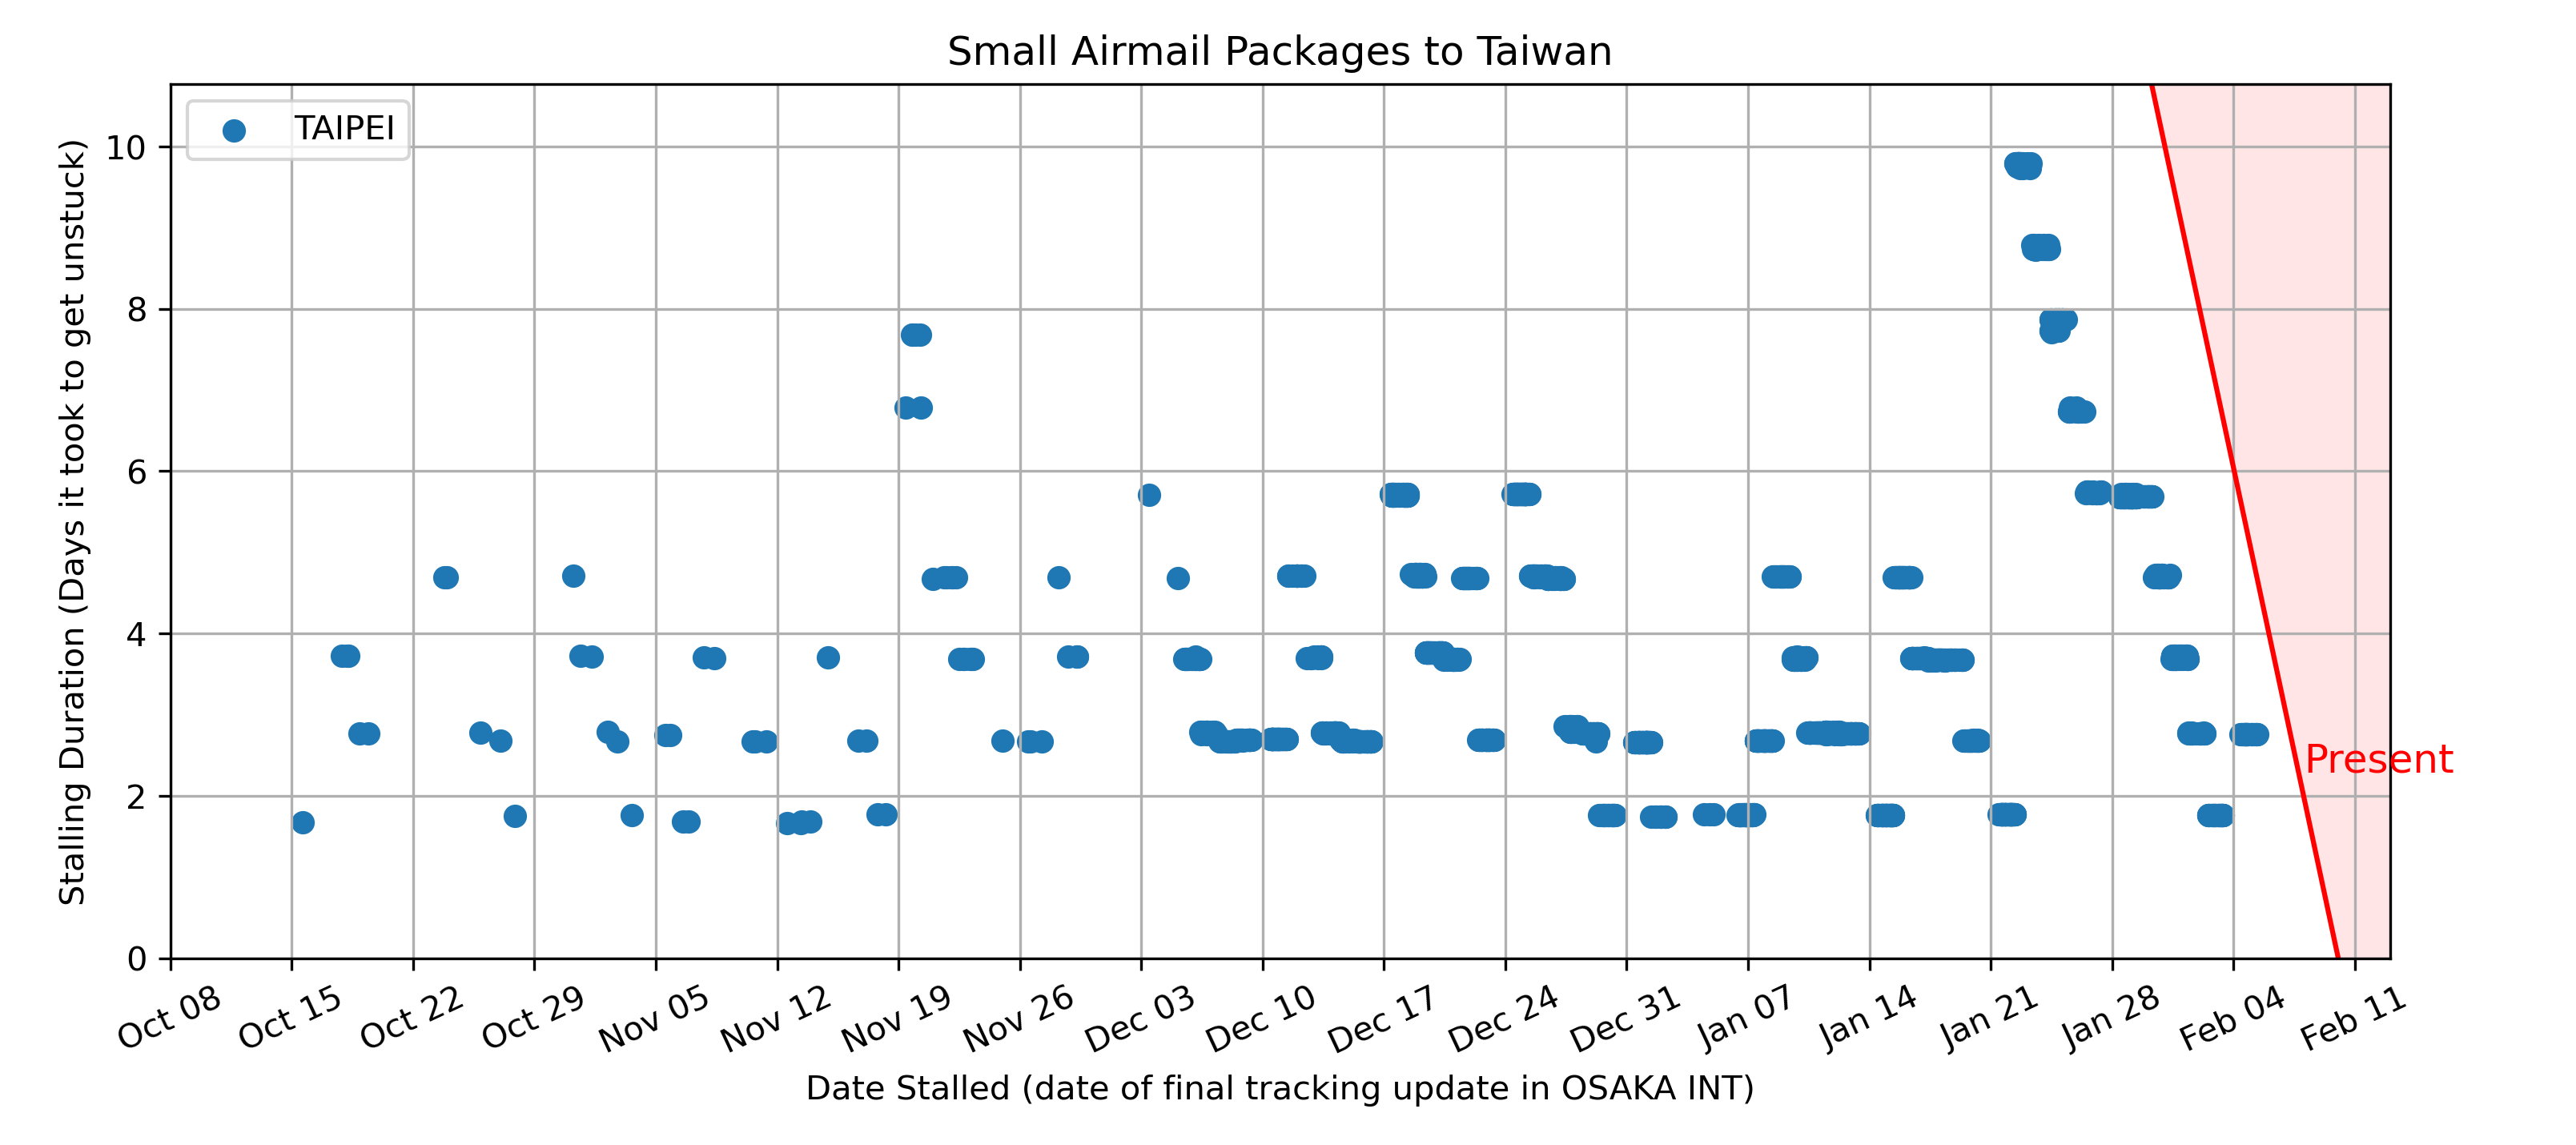 Small Airmail Packages to Taiwan
TAIPEI
Stalling Duration (Days it took to get unstuck)
10
8
6
4
2
0
Present
Oct 08
Oct 15
Oct 22
Oct 29
Nov 05
Nov 12
Nov 19
Nov 26
Dec 03
Dec 10
Dec 17
Dec 24
Dec 31
Jan 07
Jan 14
Jan 21
Jan 28
Feb 04
Feb 11
Date Stalled (date of final tracking update in OSAKA INT)